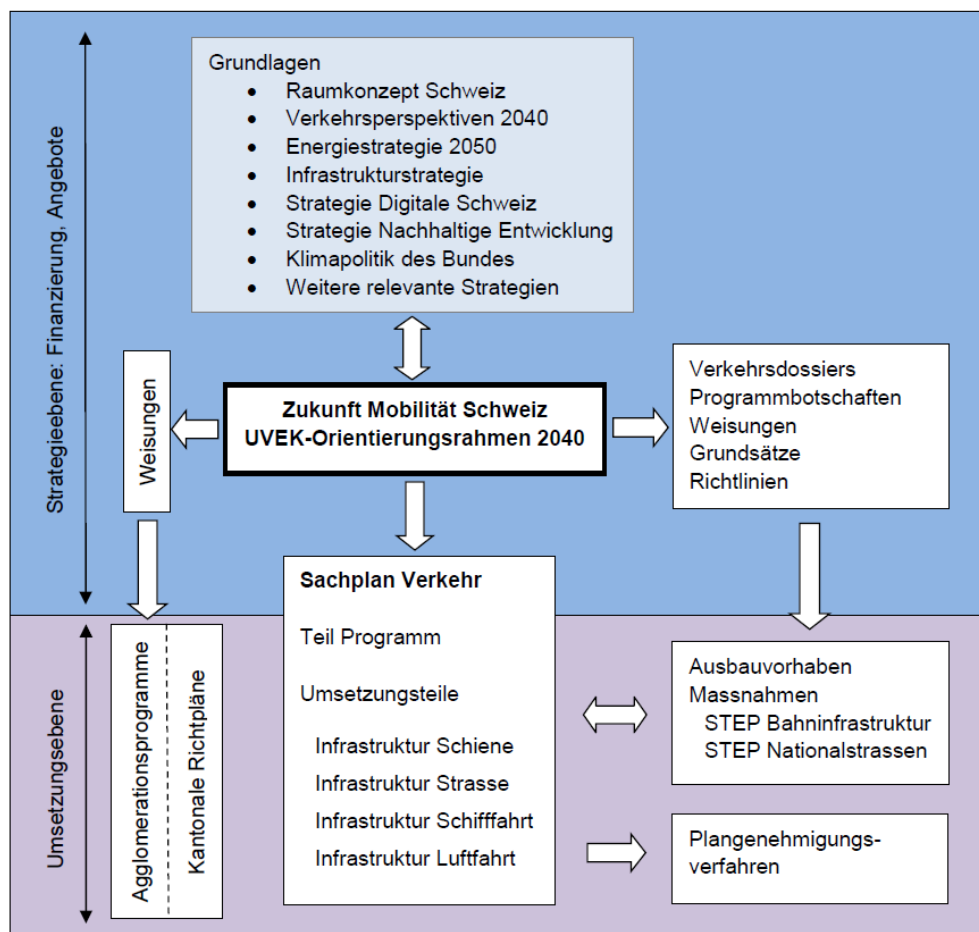 Strategieebene: Finanzierung, Angebote
Grundlagen
• Raumkonzept Schweiz
• Verkehrsperspektiven 2040
• Energiestrategie 2050
• Infrastrukturstrategie
• Strategie Digitale Schweiz
• Strategie Nachhaltige Entwicklung
• Klimapolitik des Bundes
• Weitere relevante Strategien
Weisungen
Zukunft Mobilität Schweiz
UVEK-Orientierungsrahmen 2040
Verkehrsdossiers
Programmbotschaften
Weisungen
Grundsätze
Richtlinien
Sachplan Verkehr
Teil Programm
Umsetzungsteile
Infrastruktur Schiene
Infrastruktur Strasse
Infrastruktur Schifffahrt
Infrastruktur Luftfahrt
Umsetzungsebene
Agglomerationsprogramme
Kantonale Richtpläne
Ausbauvorhaben
Massnahmen
STEP Bahninfrastruktur
STEP Nationalstrassen
Plangenehmigungs-
verfahren